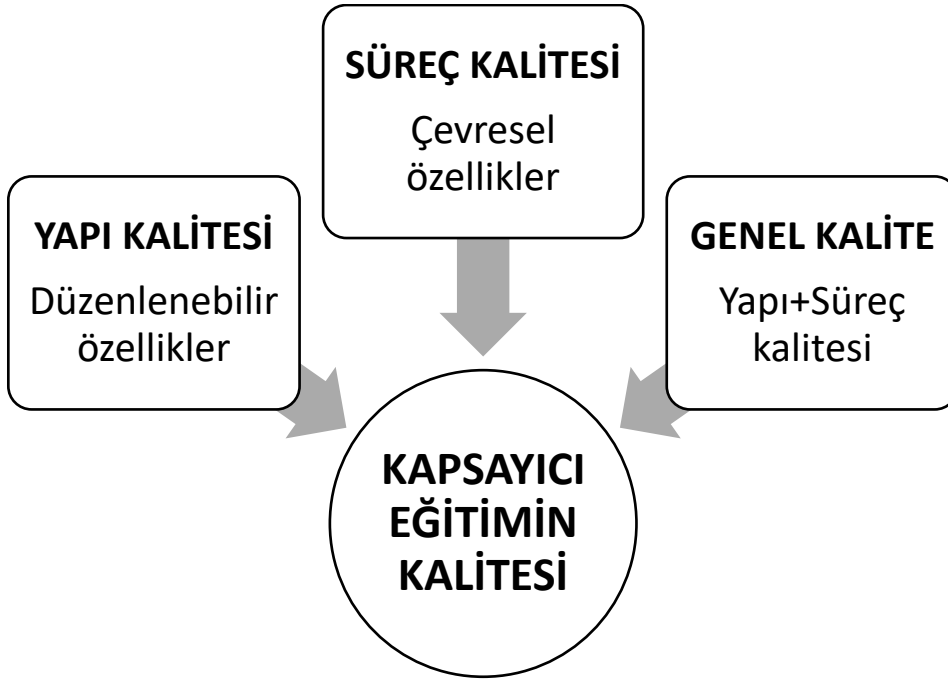 SÜREÇ KALİTESİ
Çevresel
özellikler
YAPI KALİTESİ
Düzenlenebilir
özellikler
GENEL KALİTE
Yapı+Süreç
kalitesi
KAPSAYICI
EĞİTİMİN
KALİTESİ